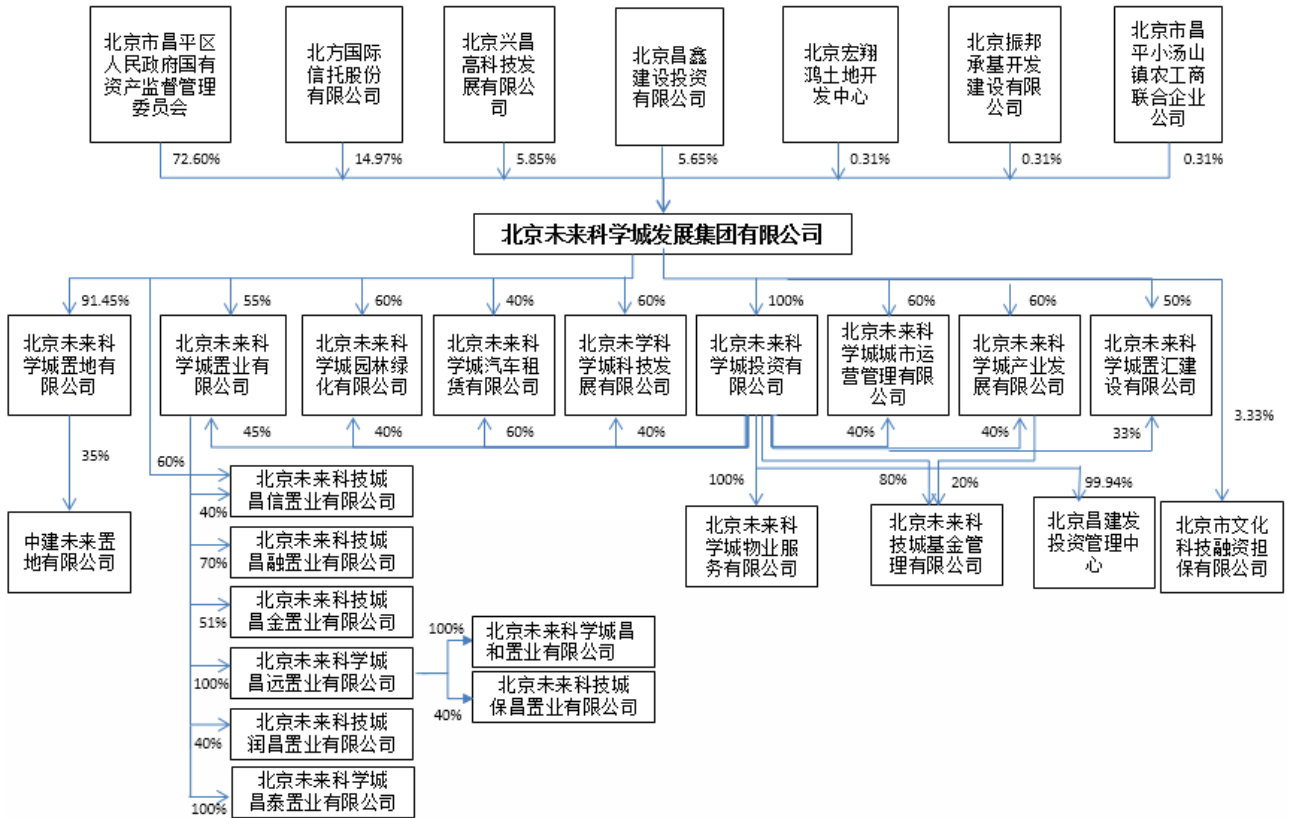 北京市昌平区
人民政府国有
资产监督管理
委员会
北方国际
信托股份
有限公司
北京兴昌
高科技发
展有限公
司
北京昌鑫
建设投资
有限公司
北京宏翔
鸿土地开
发中心
北京振邦
承基开发
建设有限
公司
北京市昌
平小汤山
镇农工商
联合企业
公司
72.60%
14.97%
5.85%
5.65%
0.31%
0.31%
0.31%
北京未来科学城发展集团有限公司
91.45%
55%
60%
40%
60%
100%
60%
60%
50%
北京未来科
学城置地有
限公司
北京未来科
学城置业有
限公司
北京未来科
学城园林绿
化有限公司
北京未来科
学城汽车租
赁有限公司
北京未学科
学城科技发
展有限公司
北京未来科
学城投资有
限公司
北京未来科
学城城市运
营管理有限
公司
北京未来科
学城产业发
展有限公司
北京未来科
学城置汇建
设有限公司
3.33%
45%
40%
60%
40%
40%
40%
33%
35%
60%
中建未来置
地有限公司
北京未来科技城
昌信置业有限公司
40%
北京未来科技城
昌融置业有限公司
70%
北京未来科技城
昌金置业有限公司
51%
北京未来科学城
昌远置业有限公司
100%
北京未来科技城
润昌置业有限公司
40%
北京未来科学城
昌泰置业有限公司
100%
100%
北京未来科学城昌
和置业有限公司
北京未来科技城
保昌置业有限公司
40%
100%
80%
20%
99.94%
北京未来科
学城物业服
务有限公司
北京未来科
技城基金管
理有限公司
北京昌建发
投资管理中
心
北京市文化
科技融资担
保有限公司